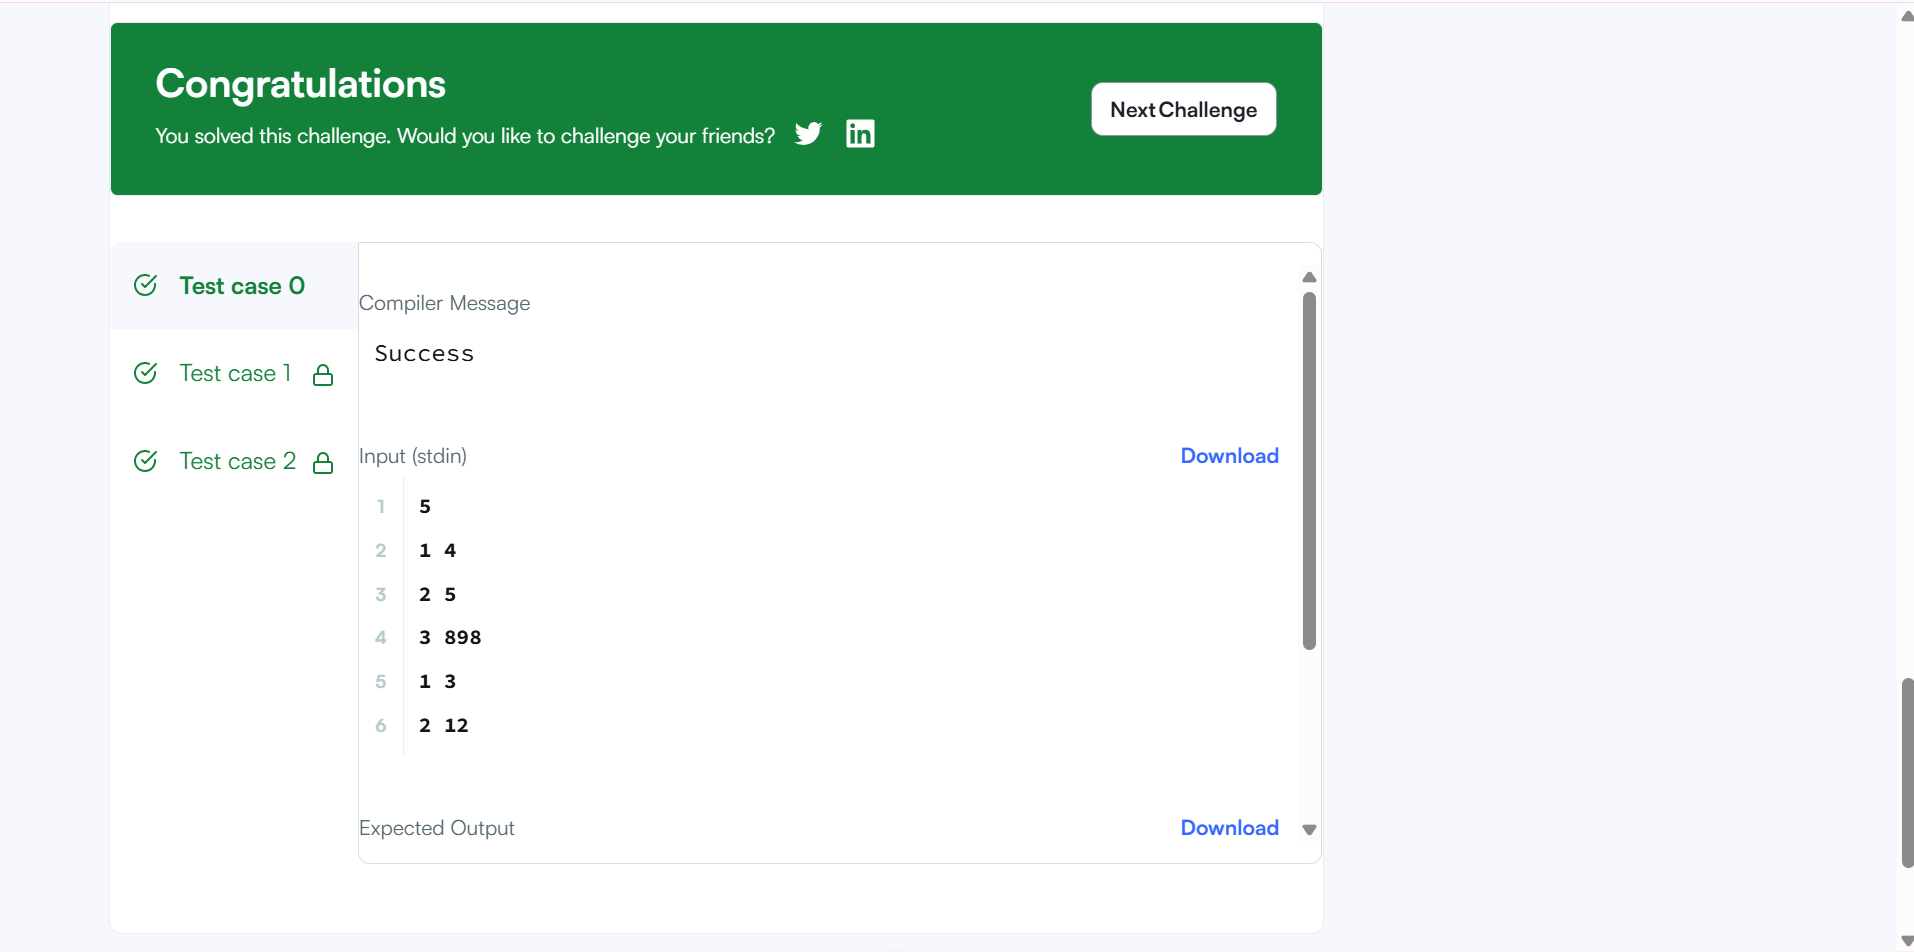 Congratulations
You solved this challenge. Would you like to challenge your friends?
in
Next Challenge
Test case 0
Test case 1
Test case 2
Compiler Message
Success
Input (stdin)
Download
1 5
2 1 4
3 2 5
4 3 898
5 1 3
6 2 12
Expected Output
Download